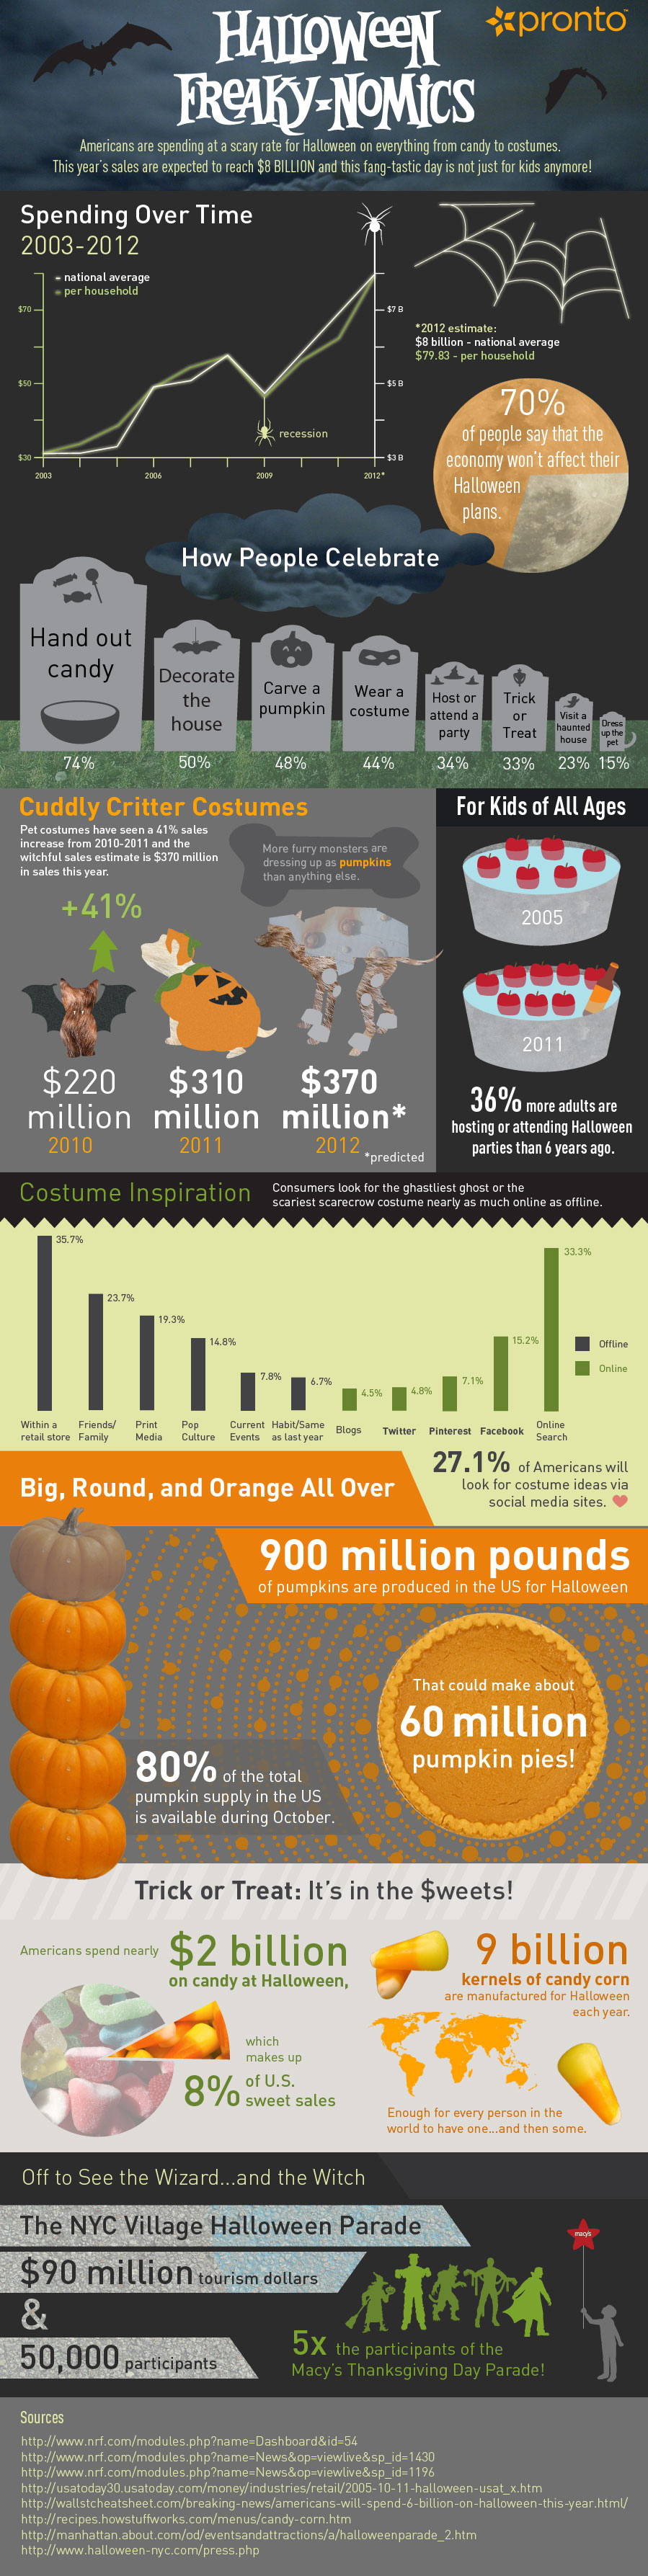 Halloween
Freaky-Nomics
pronto™
Americans are spending at a scary rate for Halloween on everything from candy to costumes.
This year's sales are expected to reach $8 BILLION and this fang-tastic day is not just for kids anymore!
Spending Over Time
2003-2012
national average
per household
$70
$50
$30
$7 B
$5 B
$3 B
2003
2006
2009
2012*
recession
*2012 estimate:
$8 billion - national average
$79.83 - per household
70%
of people say that the
economy won't affect their
Halloween
plans.
How People Celebrate
Hand out
candy
74%
Decorate
the
house
50%
Carve a
pumpkin
48%
Wear a
costume
44%
Host or
attend a
party
34%
Trick
or
Treat
33%
Visit a
haunted
house
23%
Dress
up the
pet
15%
Cuddly Critter Costumes
Pet costumes have seen a 41% sales
increase from 2010-2011 and the
witchful sales estimate is $370 million
in sales this year.
More furry monsters are
dressing up as pumpkins
than anything else.
+41%
$220
million
2010
$310
million
2011
$370
million*
2012
*predicted
For Kids of All Ages
2005
2011
36% more adults are
hosting or attending Halloween
parties than 6 years ago.
Costume Inspiration
Consumers look for the ghastliest ghost or the
scariest scarecrow costume nearly as much online as offline.
35.7%
23.7%
19.3%
14.8%
7.8%
6.7%
4.5%
4.8%
7.1%
15.2%
33.3%
Offline
Online
Within a
retail store
Friends/
Family
Print
Media
Pop
Culture
Current
Events
Habit/Same
as last year
Blogs
Twitter
Pinterest
Facebook
Online
Search
27.1% of Americans will
look for costume ideas via
social media sites.
Big, Round, and Orange All Over
900 million pounds
of pumpkins are produced in the US for Halloween
That could make about
60 million
pumpkin pies!
80% of the total
pumpkin supply in the US
is available during October.
Trick or Treat: It's in the $weets!
Americans spend nearly $2 billion
on candy at Halloween,
which
makes up
8% of U.S.
sweet sales
9 billion
kernels of candy corn
are manufactured for Halloween
each year.
Enough for every person in the
world to have one...and then some.
Off to See the Wizard...and the Witch
The NYC Village Halloween Parade
$90 million tourism dollars
&
50,000 participants
macy's
5x the participants of the
Macy's Thanksgiving Day Parade!
Sources
http://www.nrf.com/modules.php?name=Dashboard&id=54
http://www.nrf.com/modules.php?name=News&op=viewlive&sp_id=1430
http://www.nrf.com/modules.php?name=News&op=viewlive&sp_id=1196
http://usatoday30.usatoday.com/money/industries/retail/2005-10-11-halloween-usat_x.htm
http://wallstcheatsheet.com/breaking-news/americans-will-spend-6-billion-on-halloween-this-year.html/
http://recipes.howstuffworks.com/menus/candy-corn.htm
http://manhattan.about.com/od/eventsandattractions/a/halloweenparade_2.htm
http://www.halloween-nyc.com/press.php